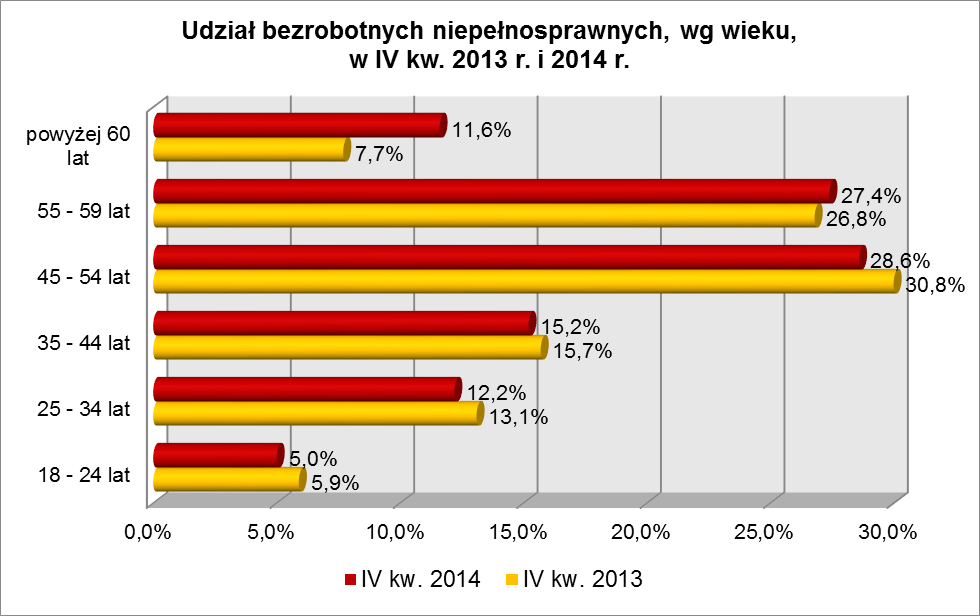 Udział bezrobotnych niepełnosprawnych, wg wieku,
w IV kw. 2013 r. i 2014 r.
powyżej 60
lat
11,6%
7,7%
55 - 59 lat
27,4%
26,8%
45 - 54 lat
28,6%
30,8%
35 - 44 lat
15,2%
15,7%
25 - 34 lat
12,2%
13,1%
18 - 24 lat
5,0%
5,9%
0,0% 5,0% 10,0% 15,0% 20,0% 25,0% 30,0%
IV kw. 2014 IV kw. 2013